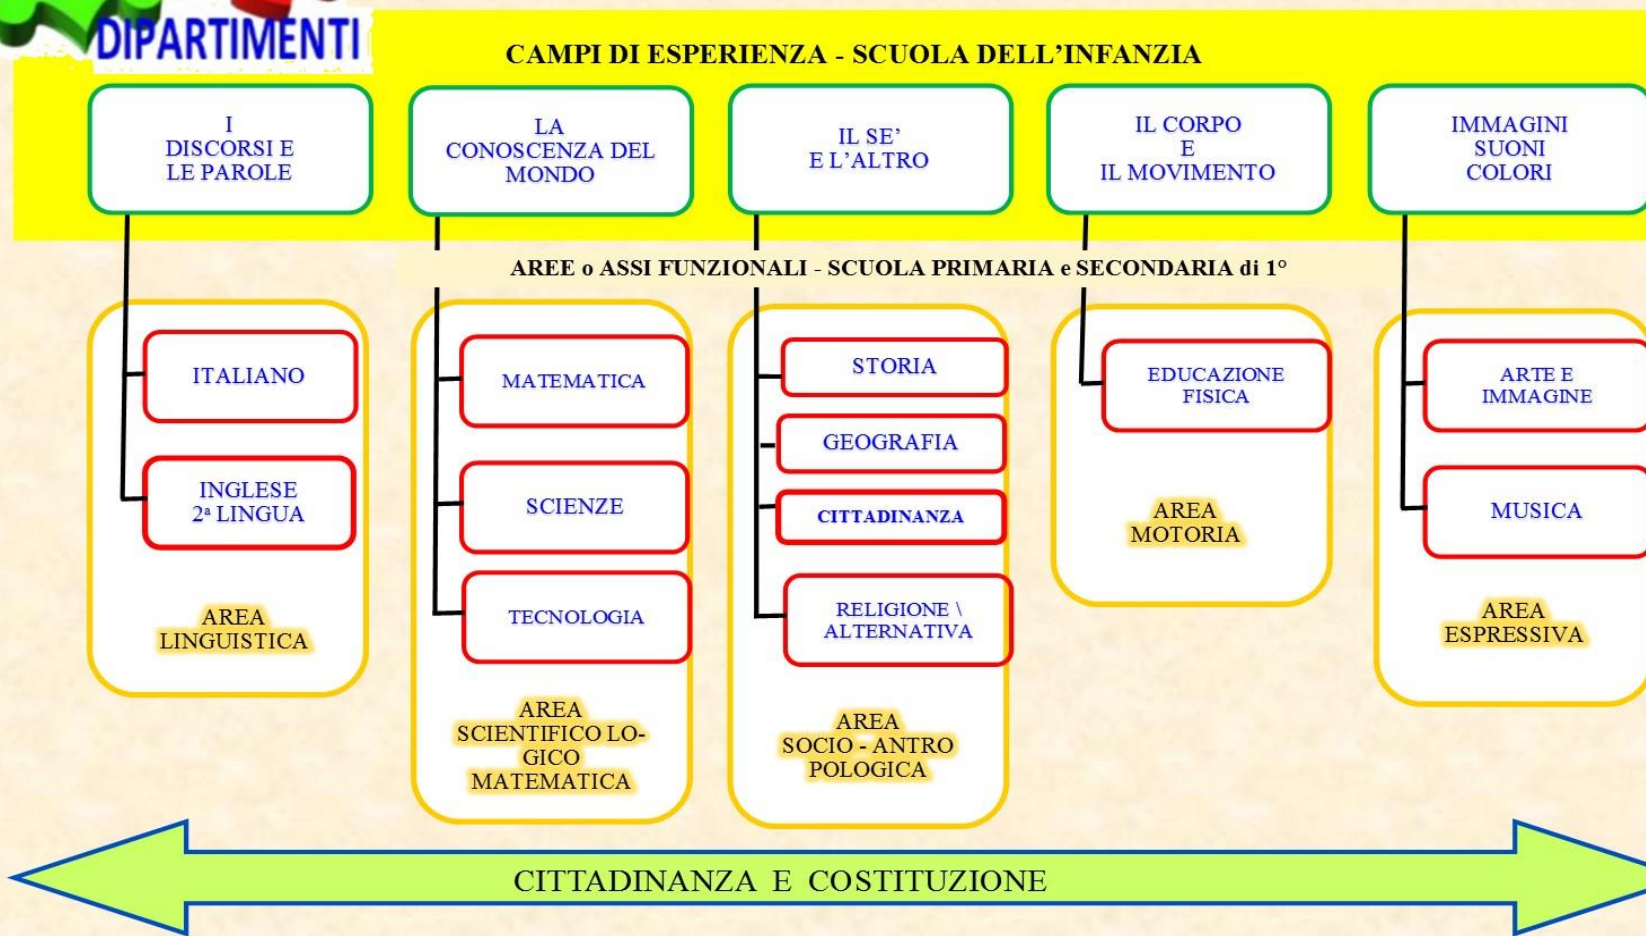 DIPARTIMENTI
CAMPI DI ESPERIENZA - SCUOLA DELL’INFANZIA
I
DISCORSI E
LE PAROLE
LA
CONOSCENZA DEL
MONDO
IL SE’
E L’ALTRO
IL CORPO
E
IL MOVIMENTO
IMMAGINI
SUONI
COLORI
AREE o ASSI FUNZIONALI - SCUOLA PRIMARIA e SECONDARIA di 1°
ITALIANO
INGLESE
2ª LINGUA
AREA
LINGUISTICA
MATEMATICA
SCIENZE
TECNOLOGIA
AREA
SCIENTIFICO LO-
GICO
MATEMATICA
STORIA
GEOGRAFIA
CITTADINANZA
RELIGIONE \
ALTERNATIVA
AREA
SOCIO - ANTRO
POLOGICA
EDUCAZIONE
FISICA
AREA
MOTORIA
ARTE E
IMMAGINE
MUSICA
AREA
ESPRESSIVA
CITTADINANZA E COSTITUZIONE